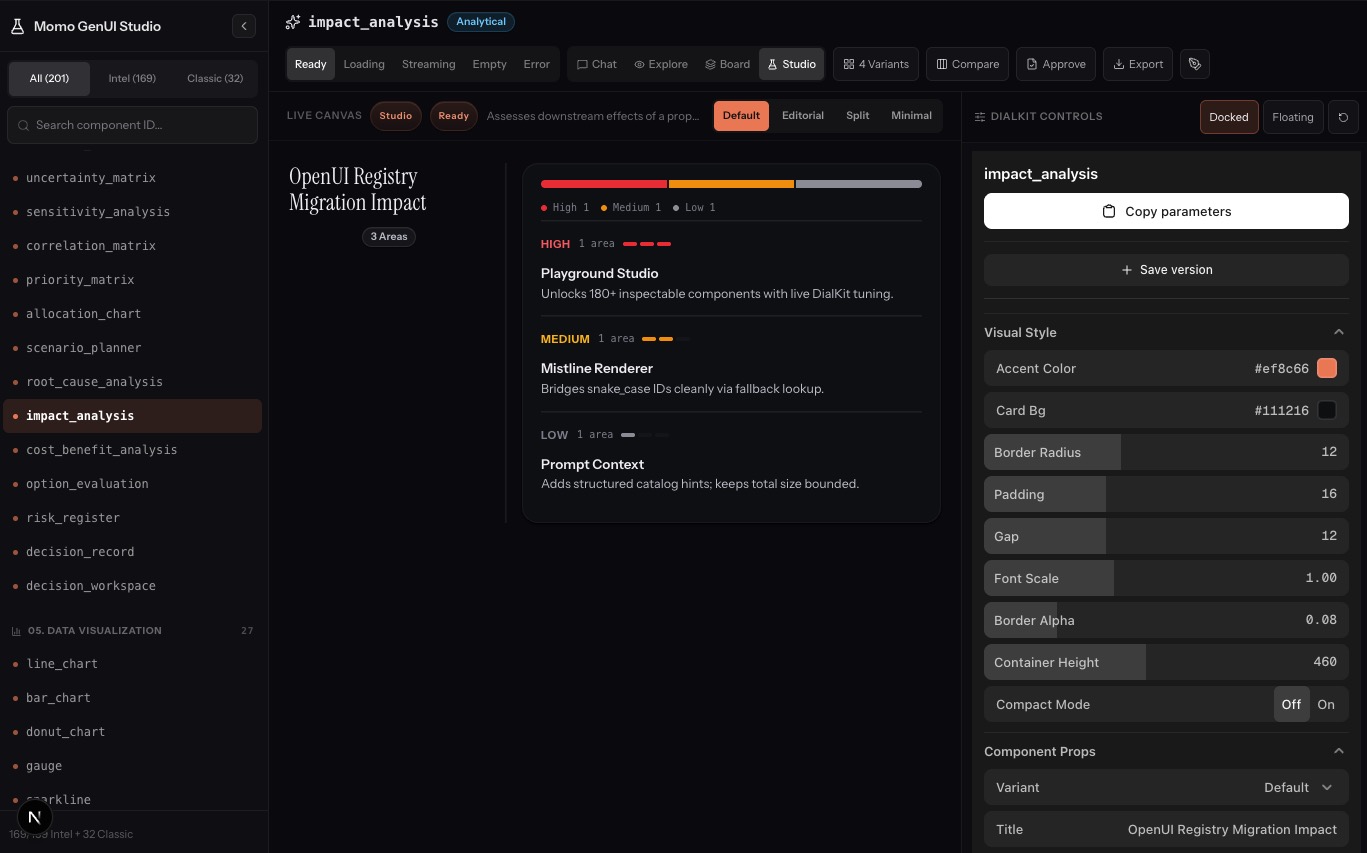 Momo GenUI Studio
All (201)
Intel (169)
Classic (32)
Search component ID...
uncertainty_matrix
sensitivity_analysis
correlation_matrix
priority_matrix
allocation_chart
scenario_planner
root_cause_analysis
impact_analysis
cost_benefit_analysis
option_evaluation
risk_register
decision_record
decision_workspace
05. DATA VISUALIZATION 27
line_chart
bar_chart
donut_chart
gauge
N
Intel + 32 Classic
impact_analysis Analytical
Ready Loading Streaming Empty Error Chat Explore Board Studio 4 Variants Compare Approve Export
LIVE CANVAS Studio Ready Assesses downstream effects of a prop... Default Editorial Split Minimal
OpenUI Registry
Migration Impact
3 Areas
High 1 Medium 1 Low 1
HIGH 1 area
Playground Studio
Unlocks 180+ inspectable components with live DialKit tuning.
MEDIUM 1 area
Mistline Renderer
Bridges snake_case IDs cleanly via fallback lookup.
LOW 1 area
Prompt Context
Adds structured catalog hints; keeps total size bounded.
DIALKIT CONTROLS Docked Floating
impact_analysis
Copy parameters
Save version
Visual Style
Accent Color #ef8c66
Card Bg #111216
Border Radius 12
Padding 16
Gap 12
Font Scale 1.00
Border Alpha 0.08
Container Height 460
Compact Mode Off On
Component Props
Variant Default
Title OpenUI Registry Migration Impact